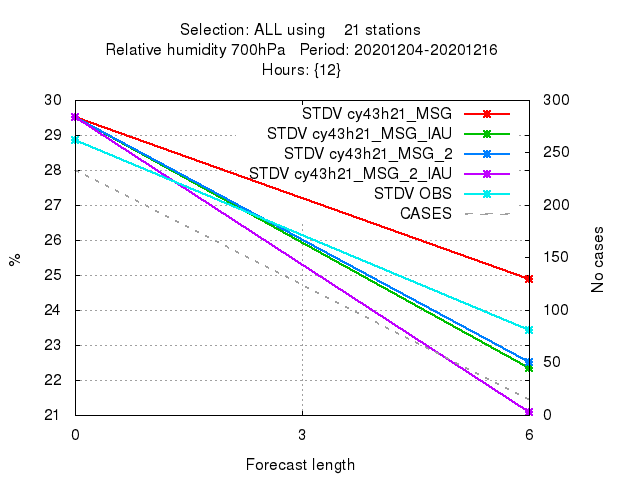 Selection: ALL using    21 stations
Relative humidity 700hPa   Period: 20201204-20201216
Hours: {12}
30 STDV cy43h21_MSG 300
29 STDV cy43h21_MSG_IAU
STDV cy43h21_MSG_2 250
28 STDV cy43h21_MSG_2_IAU
27 STDV OBS 200
CASES
26
% 25 150 No cases
24 100
23
22 50
21 0
0 3 6
Forecast length